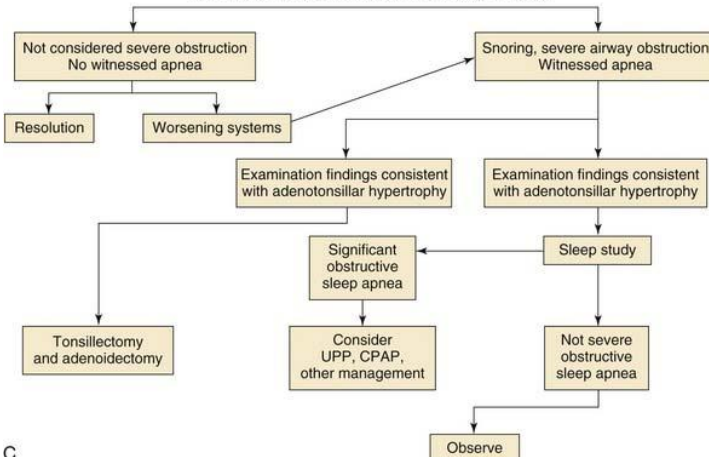 Not considered severe obstruction
No witnessed apnea
Snoring, severe airway obstruction
Witnessed apnea
Resolution
Worsening systems
Examination findings consistent
with adenotonsillar hypertrophy
Examination findings consistent
with adenotonsillar hypertrophy
Significant
obstructive
sleep apnea
Sleep study
Tonsillectomy
and adenoidectomy
Consider
UPP, CPAP,
other management
Not severe
obstructive
sleep apnea
Observe
C